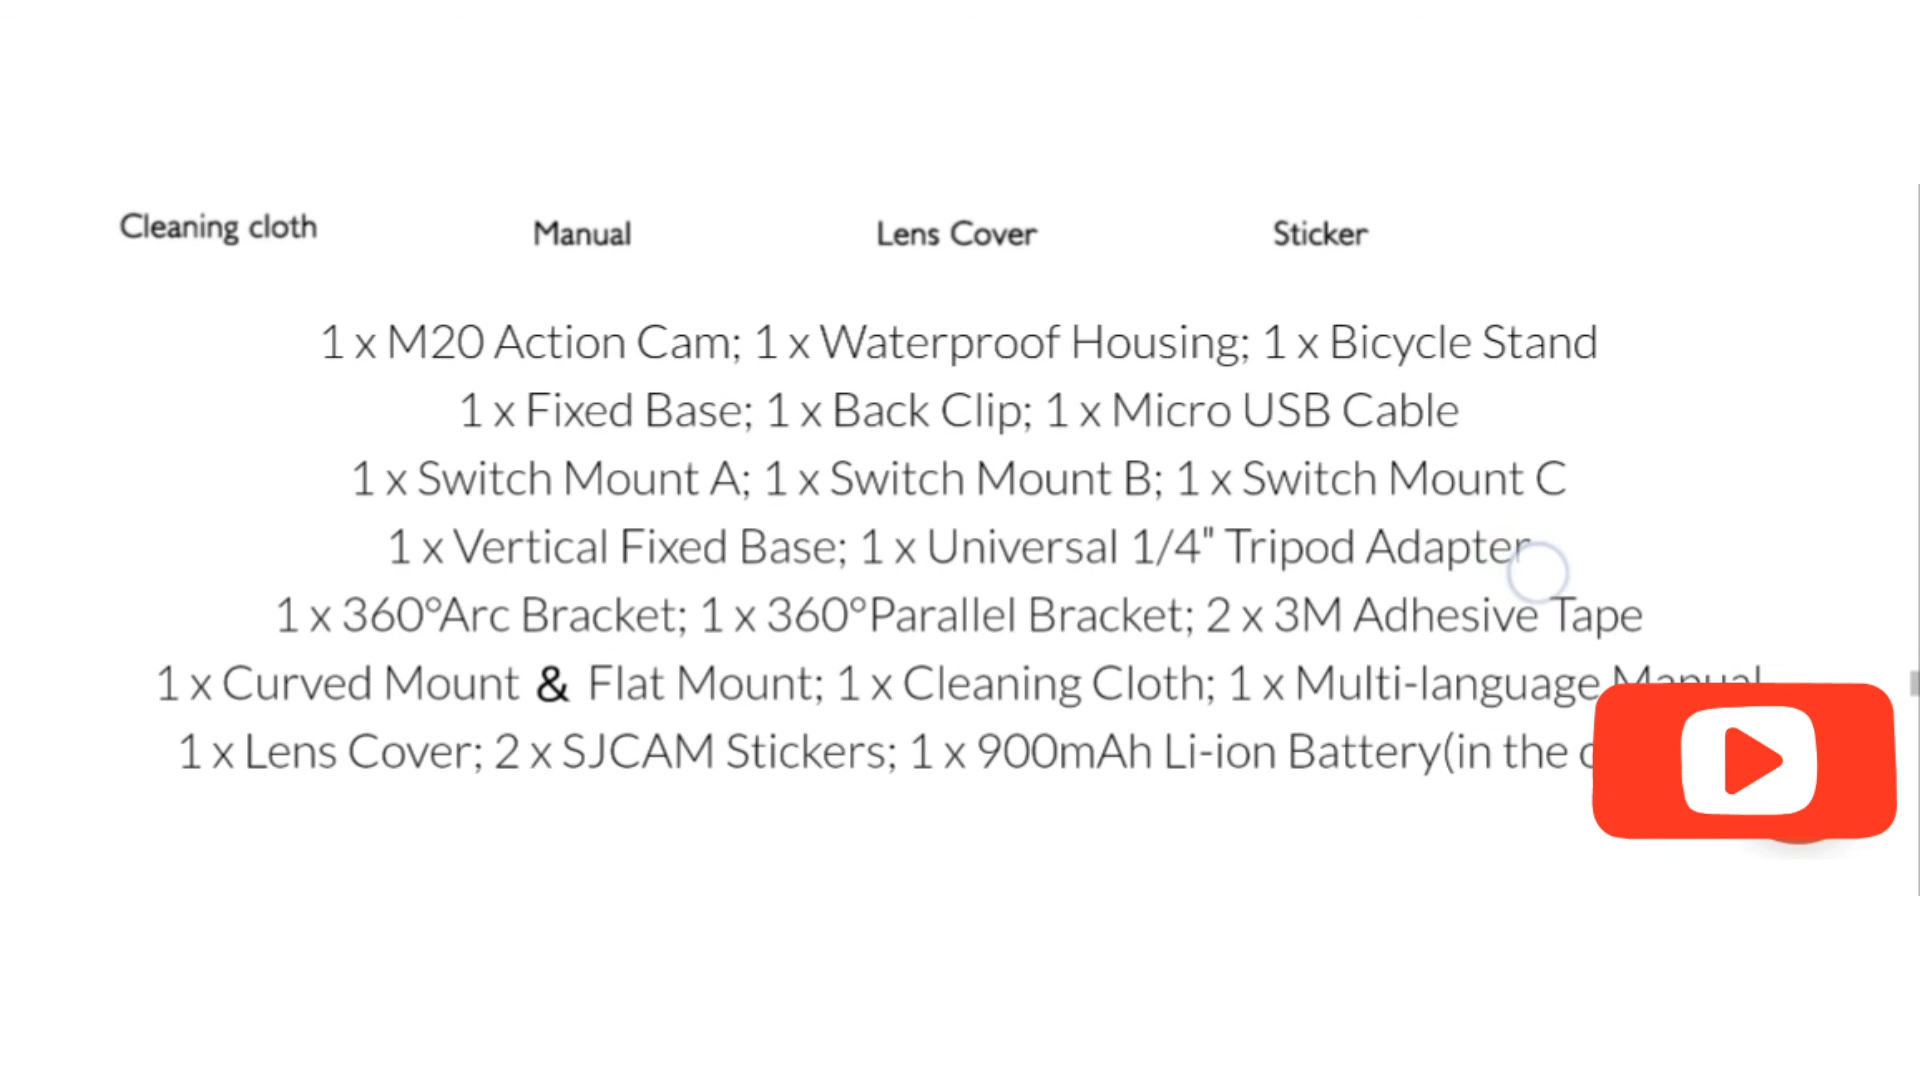 Cleaning cloth Manual Lens Cover Sticker
1 x M20 Action Cam; 1 x Waterproof Housing; 1 x Bicycle Stand
1 x Fixed Base; 1 x Back Clip; 1 x Micro USB Cable
1 x Switch Mount A; 1 x Switch Mount B; 1 x Switch Mount C
1 x Vertical Fixed Base; 1 x Universal 1/4" Tripod Adapter
1 x 360°Arc Bracket; 1 x 360°Parallel Bracket; 2 x 3M Adhesive Tape
1 x Curved Mount & Flat Mount; 1 x Cleaning Cloth; 1 x Multi-language Manual
1 x Lens Cover; 2 x SJCAM Stickers; 1 x 900mAh Li-ion Battery(in the